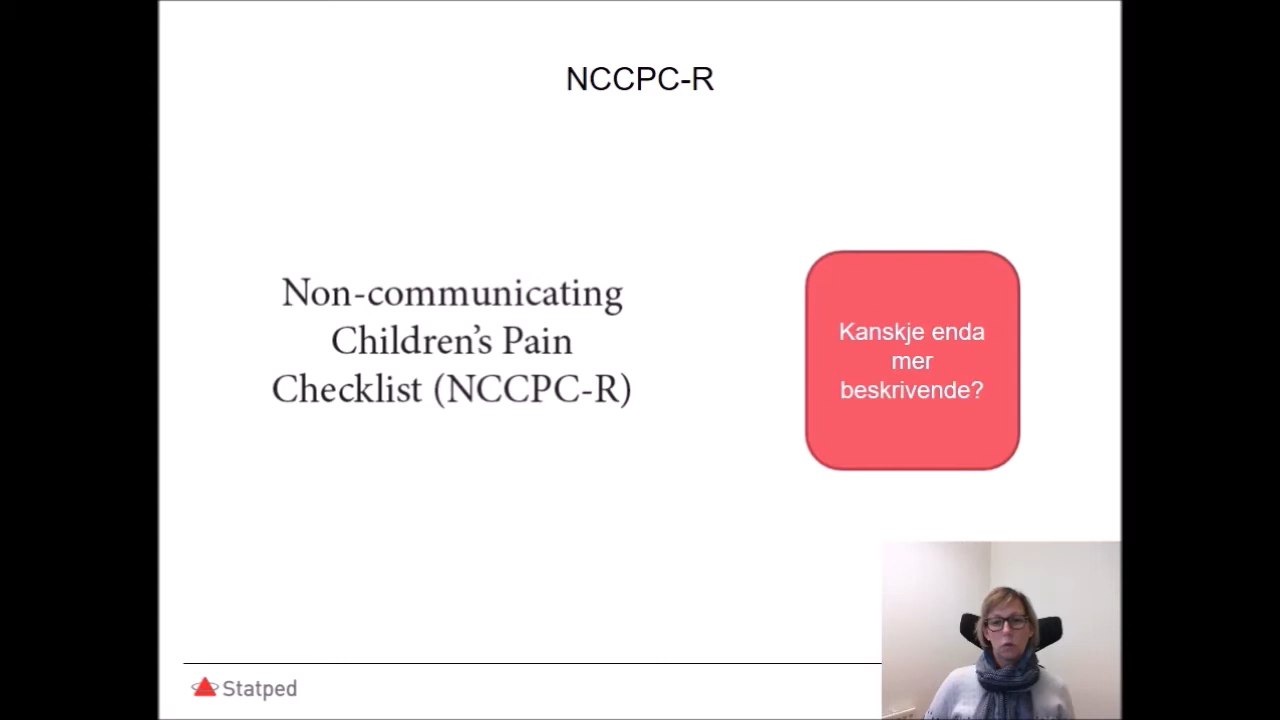 NCCPC-R
Non-communicating
Children’s Pain
Checklist (NCCPC-R)
Kanskje enda
mer
beskrivende?
Statped